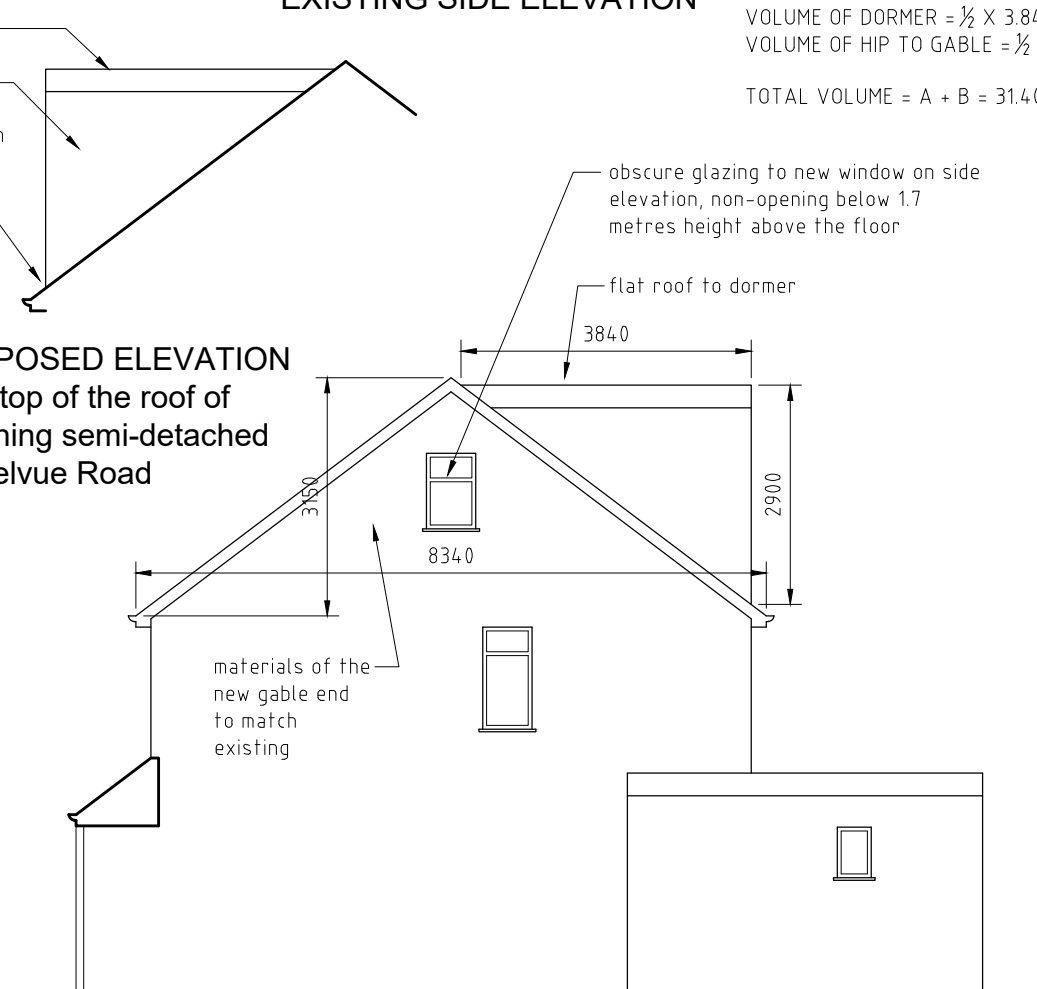 EXISTING SIDE ELEVATION
VOLUME OF DORMER = ½ X 3.84
VOLUME OF HIP TO GABLE = ½
TOTAL VOLUME = A + B = 31.40
obscure glazing to new window on side
elevation, non-opening below 1.7
metres height above the floor
flat roof to dormer
3840
POSED ELEVATION
top of the roof of
ning semi-detached
elvue Road
3150
2900
8340
materials of the
new gable end
to match
existing